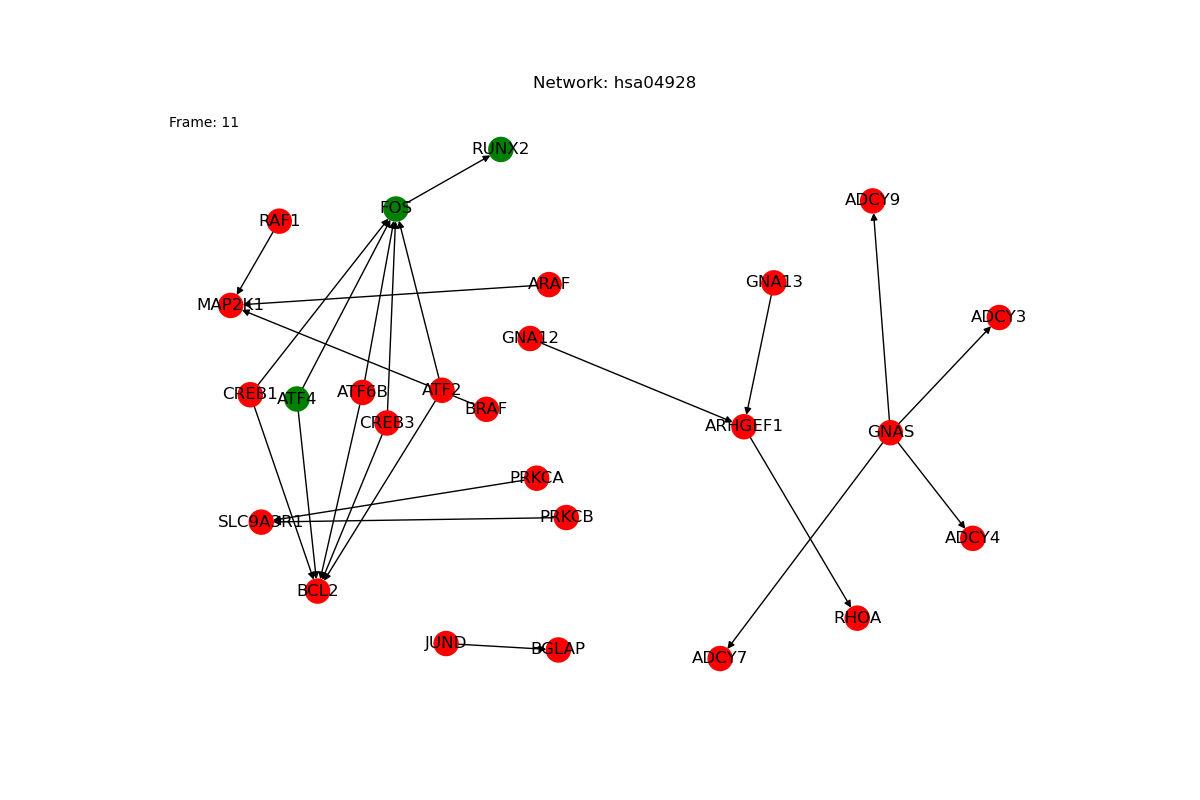 Network: hsa04928
Frame: 11
RUNX2
ADCY9
FOS
RAF1
ARAF
GNA13
MAP2K1
ADCY3
GNA12
CREB1
ATF4
ATF6B
ATF2
BRAF
CREB3
ARHGEF1
GNAS
PRKCA
SLC9A3R1
PRKCB
ADCY4
BCL2
RHOA
JUND
BGLAP
ADCY7